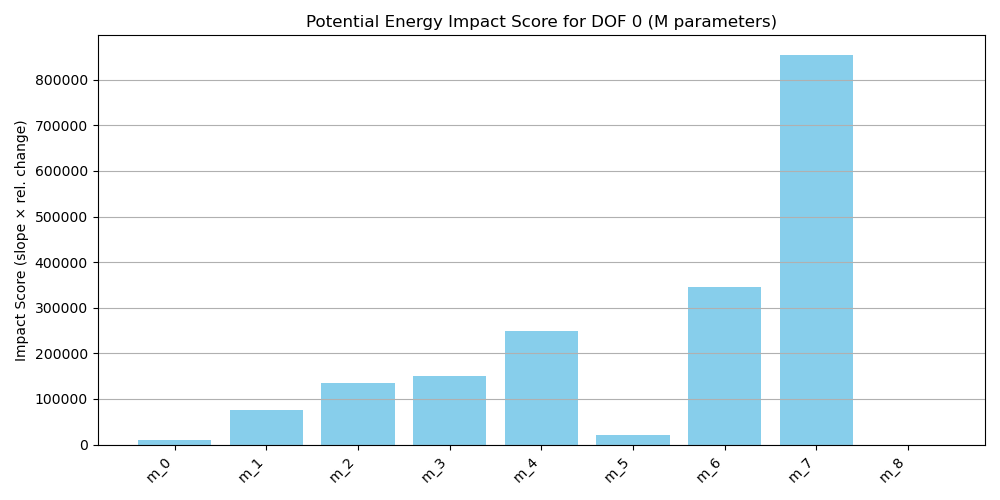 Potential Energy Impact Score for DOF 0 (M parameters)
Impact Score (slope × rel. change)
800000
700000
600000
500000
400000
300000
200000
100000
0
m_0
m_1
m_2
m_3
m_4
m_5
m_6
m_7
m_8